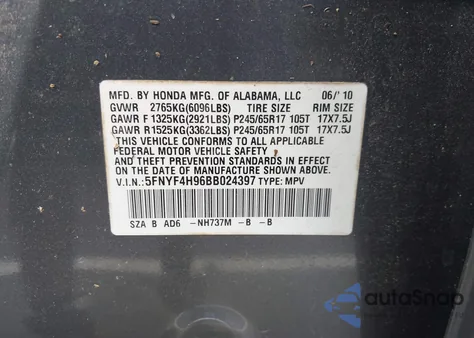 MFD. BY HONDA MFG. OF ALABAMA, LLC 06/'10
GVWR 2765KG(6096LBS) TIRE SIZE RIM SIZE
GAWR F 1325KG(2921LBS) P245/65R17 105T 17X7.5J
GAWR R1525KG(3362LBS) P245/65R17 105T 17X7.5J
THIS VEHICLE CONFORMS TO ALL APPLICABLE
FEDERAL MOTOR VEHICLE SAFETY
AND THEFT PREVENTION STANDARDS IN EFFECT
ON THE DATE OF MANUFACTURE SHOWN ABOVE.
V.I.N.: 5FNYF4H96BB024397 TYPE: MPV
SZA B AD6 -NH737M -B -B
autoSnap